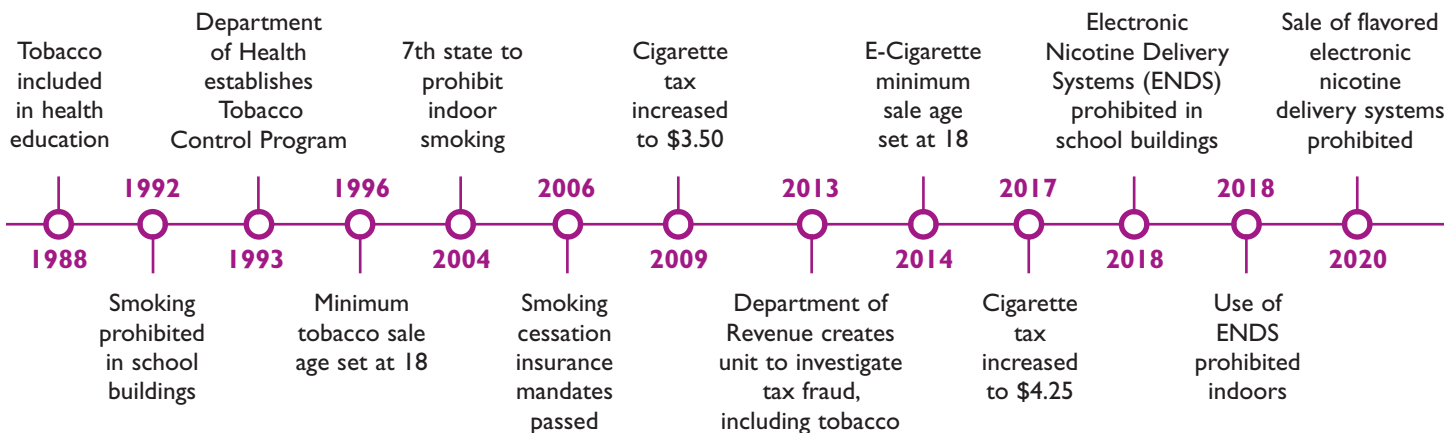 Tobacco
included
in health
education
1988
1992
Smoking
prohibited
in school
buildings
Department
of Health
establishes
Tobacco
Control Program
1993
1996
Minimum
tobacco sale
age set at 18
7th state to
prohibit
indoor
smoking
2004
2006
Smoking
cessation
insurance
mandates
passed
Cigarette
tax
increased
to $3.50
2009
2013
Department of
Revenue creates
unit to investigate
tax fraud,
including tobacco
E-Cigarette
minimum
sale age
set at 18
2014
2017
Cigarette
tax
increased
to $4.25
Electronic
Nicotine Delivery
Systems (ENDS)
prohibited in
school buildings
2018
2018
Use of
ENDS
prohibited
indoors
Sale of flavored
electronic
nicotine
delivery systems
prohibited
2020